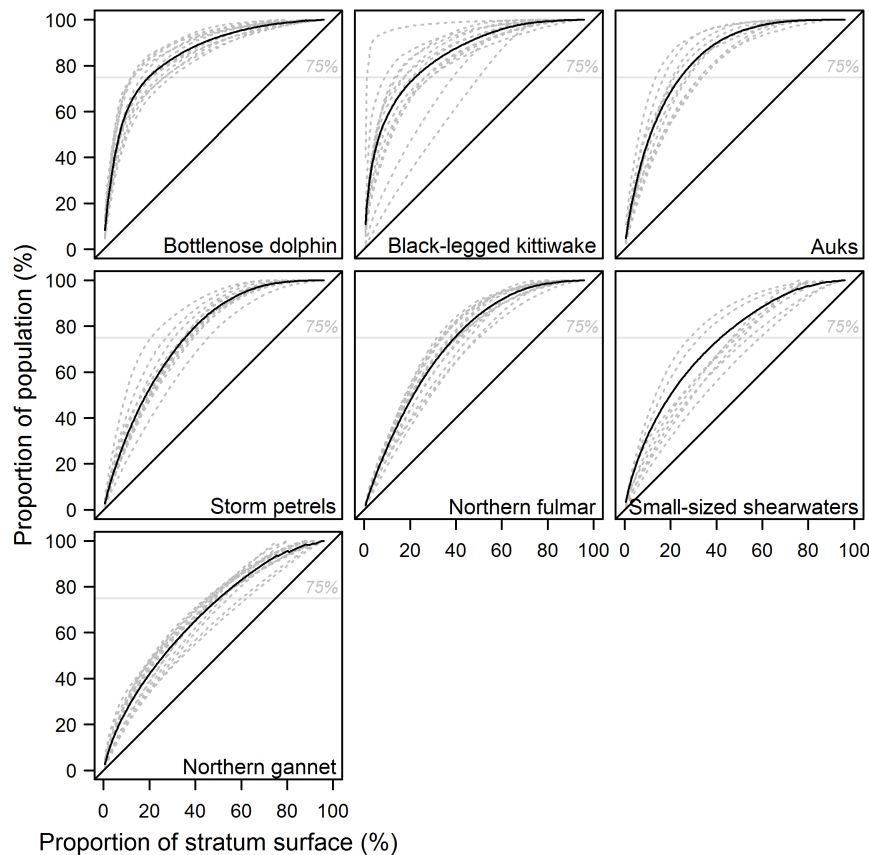 100
80
60
40
20
0
75%
Bottlenose dolphin
75%
Black-legged kittiwake
75%
Auks
Proportion of population (%)
100
80
60
40
20
0
75%
Storm petrels
75%
Northern fulmar
0 20 40 60 80 100
75%
Small-sized shearwaters
0 20 40 60 80 100
100
80
60
40
20
0
75%
Northern gannet
0 20 40 60 80 100
Proportion of stratum surface (%)